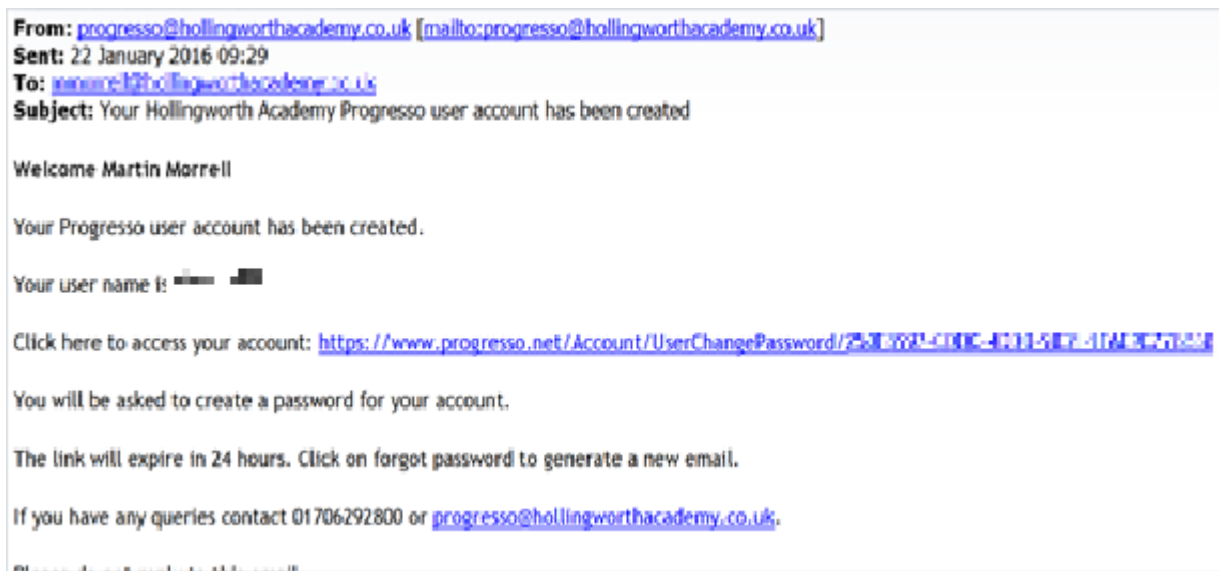 From: progresso@hollingworthacademy.co.uk [mailto:progresso@hollingworthacademy.co.uk]
Sent: 22 January 2016 09:29
To:
Subject: Your Hollingworth Academy Progresso user account has been created
Welcome Martin Morrell
Your Progresso user account has been created.
Your user name is
Click here to access your account: https://www.progresso.net/Account/UserChangePassword/
You will be asked to create a password for your account.
The link will expire in 24 hours. Click on forgot password to generate a new email.
If you have any queries contact 01706292800 or progresso@hollingworthacademy.co.uk.